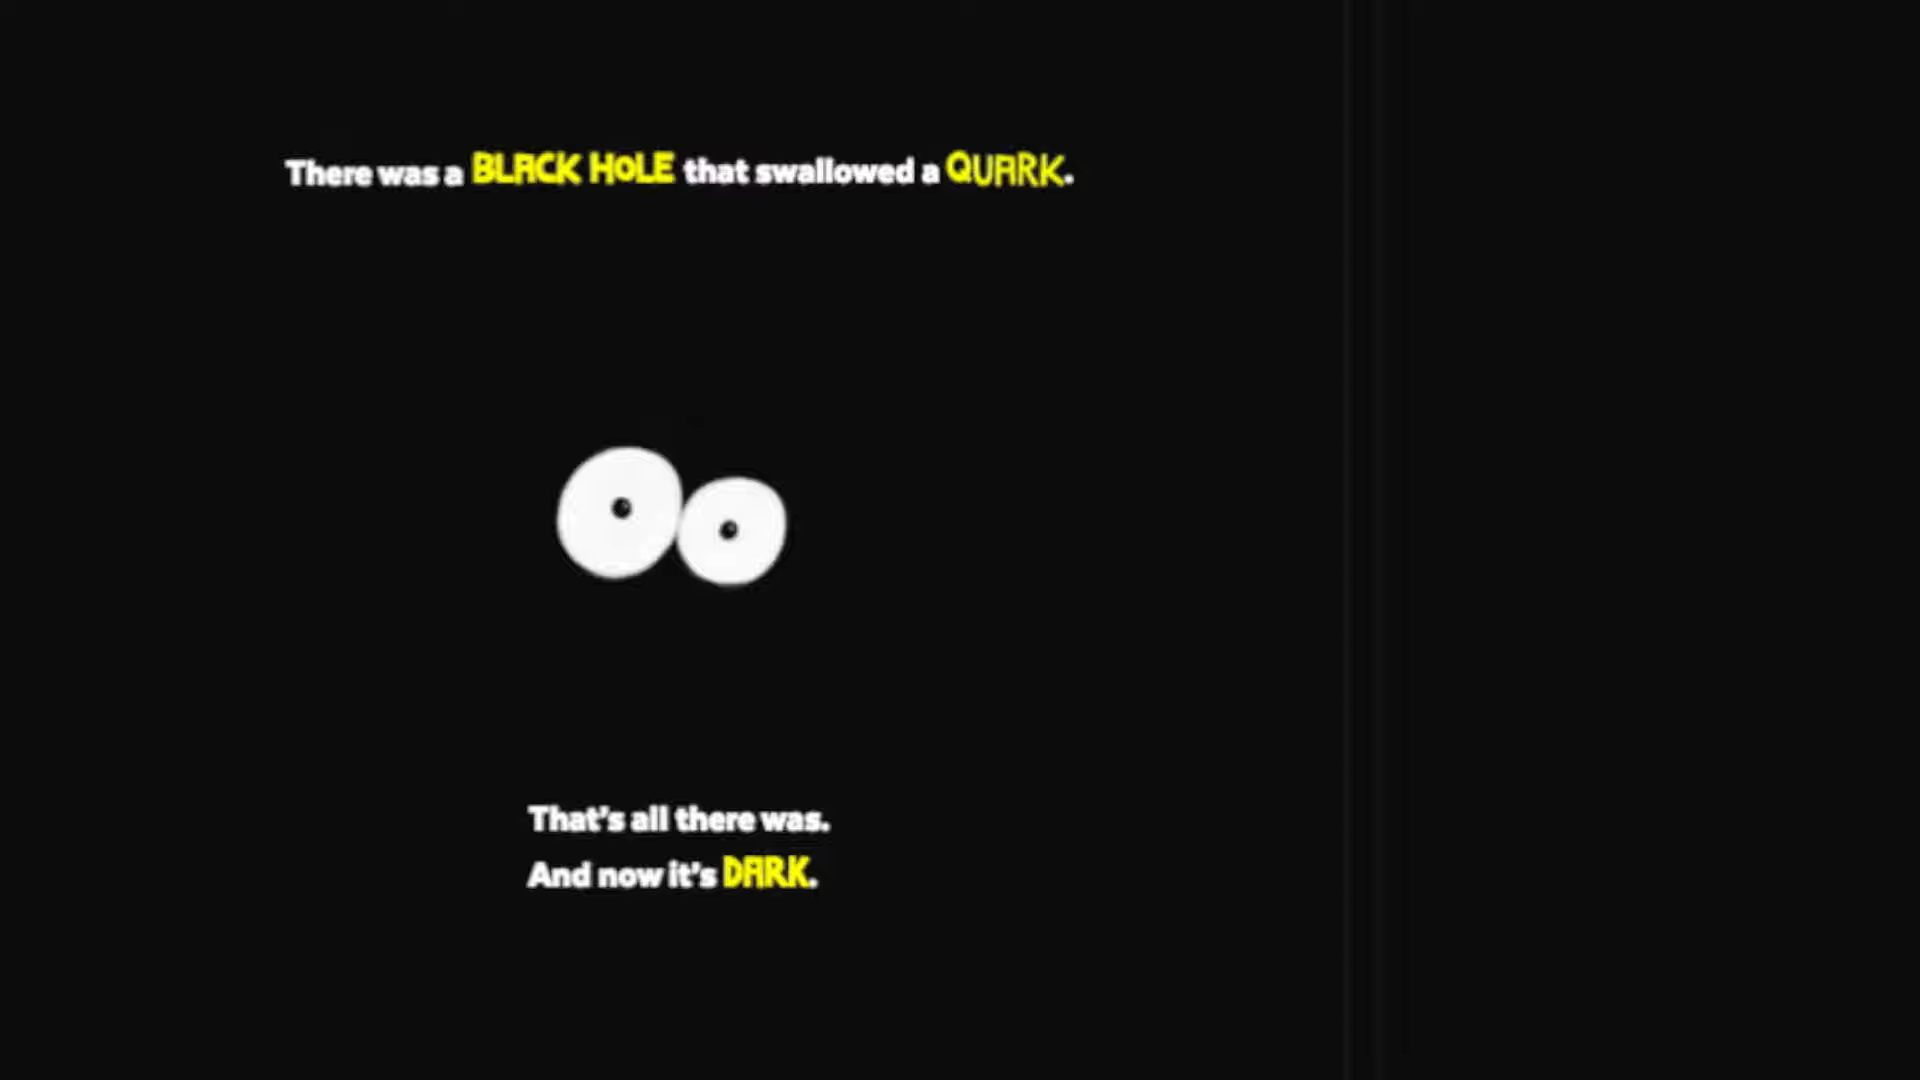 There was a BLACK HOLE that swallowed a QUARK.
That's all there was.
And now it's DARK.